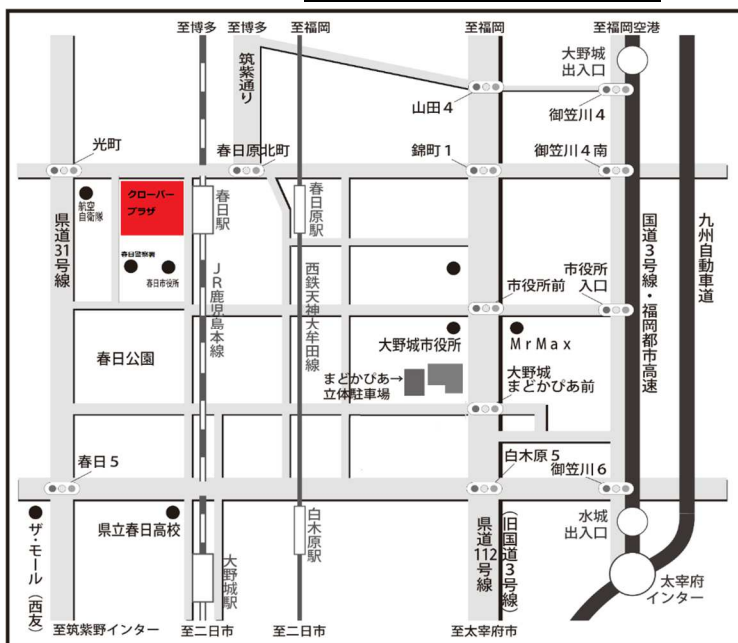 至博多
至博多
至福岡
至福岡
至福岡空港
大野城
出入口
筑紫通り
山田4
御笠川4
光町
春日原北町
錦町1
御笠川4南
航空
自衛隊
クローバー
プラザ
春日駅
春日原駅
県道31号線
春日警察署
春日市役所
JR鹿児島本線
西鉄天神大牟田線
国道3号線・福岡都市高速
九州自動車道
市役所前
市役所
入口
春日公園
大野城市役所
MrMax
まどかぴあ→
立体駐車場
大野城
まどかぴあ前
春日5
白木原5
御笠川6
ザ・モール(西友)
県立春日高校
大野城駅
白木原駅
県道112号線
(旧国道3号線)
水城
出入口
太宰府
インター
至筑紫野インター
至二日市
至二日市
至太宰府市